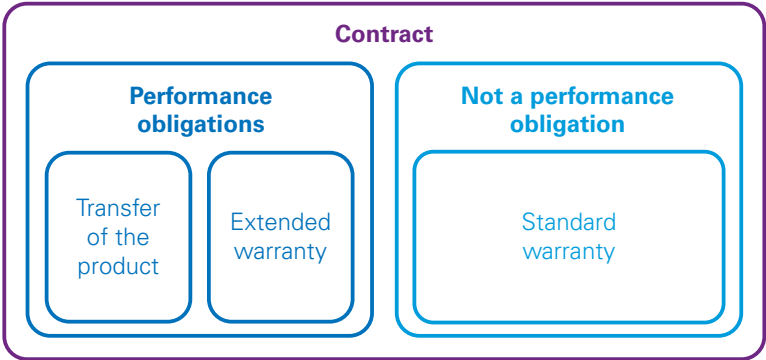 Contract
Performance
obligations
Transfer
of the
product
Extended
warranty
Not a performance
obligation
Standard
warranty